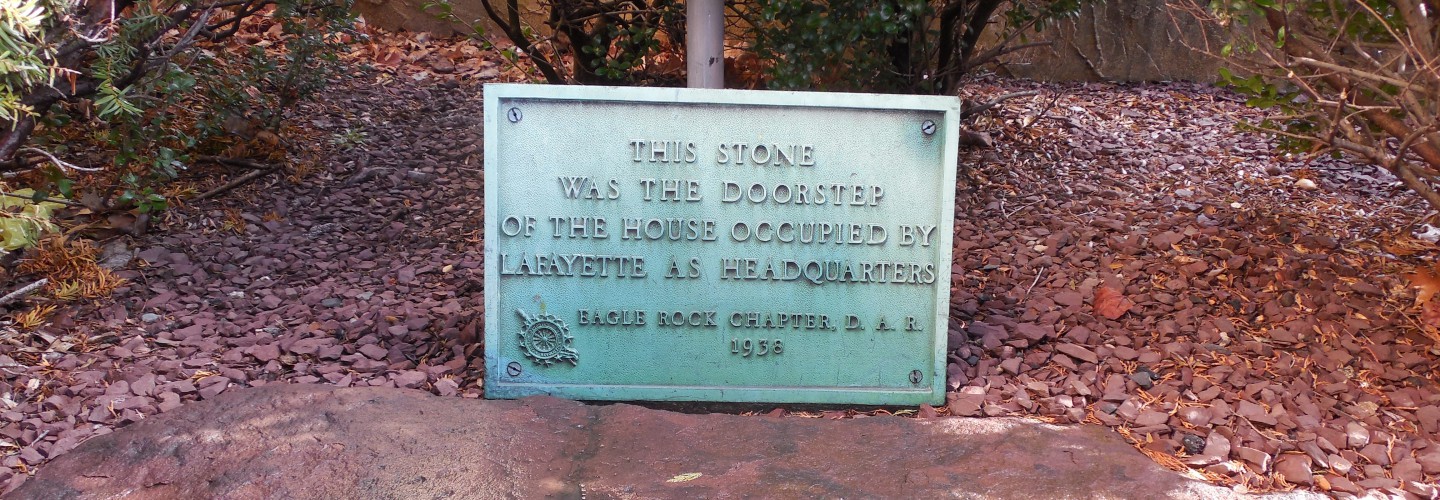 THIS STONE
WAS THE DOORSTEP
OF THE HOUSE OCCUPIED BY
LAFAYETTE AS HEADQUARTERS
EAGLE ROCK CHAPTER, D. A. R.
1938